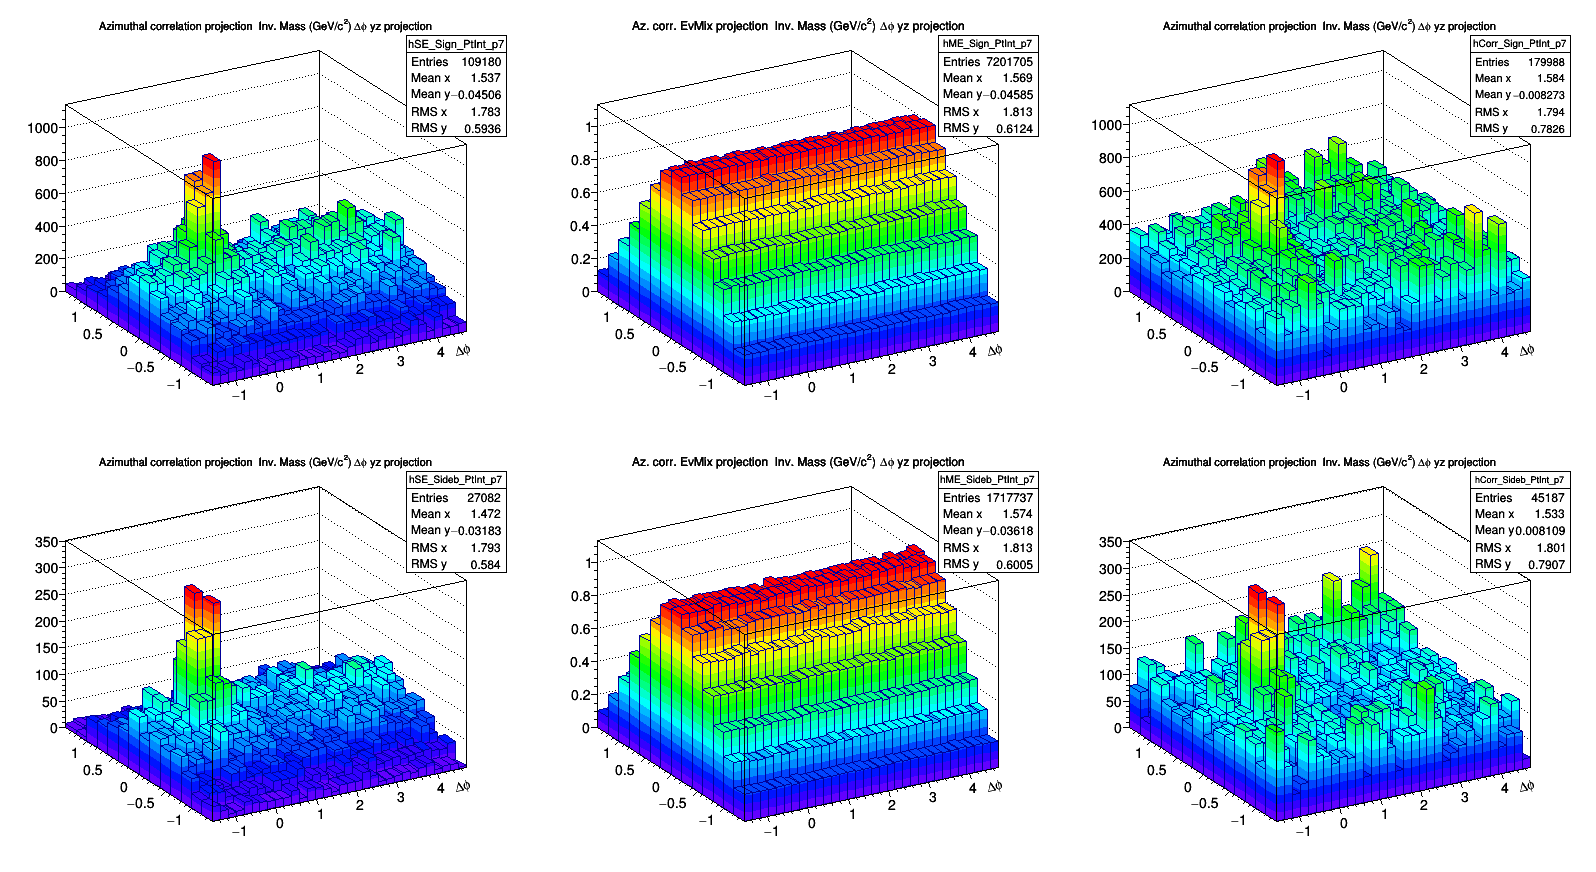 Azimuthal correlation projection  Inv. Mass (GeV/c²) Δϕ yz projection
hSE_Sign_PtInt_p7
Entries 109180
Mean x 1.537
Mean y −0.04506
RMS x 1.783
RMS y 0.5936
1000
800
600
400
200
0
1
0.5
0
−0.5
−1
−1
0
1
2
3
4
Δϕ
Az. corr. EvMix projection  Inv. Mass (GeV/c²) Δϕ yz projection
hME_Sign_PtInt_p7
Entries 7201705
Mean x 1.569
Mean y −0.04585
RMS x 1.813
RMS y 0.6124
1
0.8
0.6
0.4
0.2
0
1
0.5
0
−0.5
−1
−1
0
1
2
3
4
Δϕ
Azimuthal correlation projection  Inv. Mass (GeV/c²) Δϕ yz projection
hCorr_Sign_PtInt_p7
Entries 179988
Mean x 1.584
Mean y −0.008273
RMS x 1.794
RMS y 0.7826
1000
800
600
400
200
0
1
0.5
0
−0.5
−1
−1
0
1
2
3
4
Δϕ
Azimuthal correlation projection  Inv. Mass (GeV/c²) Δϕ yz projection
hSE_Sideb_PtInt_p7
Entries 27082
Mean x 1.472
Mean y −0.03183
RMS x 1.793
RMS y 0.584
350
300
250
200
150
100
50
0
1
0.5
0
−0.5
−1
−1
0
1
2
3
4
Δϕ
Az. corr. EvMix projection  Inv. Mass (GeV/c²) Δϕ yz projection
hME_Sideb_PtInt_p7
Entries 1717737
Mean x 1.574
Mean y −0.03618
RMS x 1.813
RMS y 0.6005
1
0.8
0.6
0.4
0.2
0
1
0.5
0
−0.5
−1
−1
0
1
2
3
4
Δϕ
Azimuthal correlation projection  Inv. Mass (GeV/c²) Δϕ yz projection
hCorr_Sideb_PtInt_p7
Entries 45187
Mean x 1.533
Mean y 0.008109
RMS x 1.801
RMS y 0.7907
350
300
250
200
150
100
50
0
1
0.5
0
−0.5
−1
−1
0
1
2
3
4
Δϕ